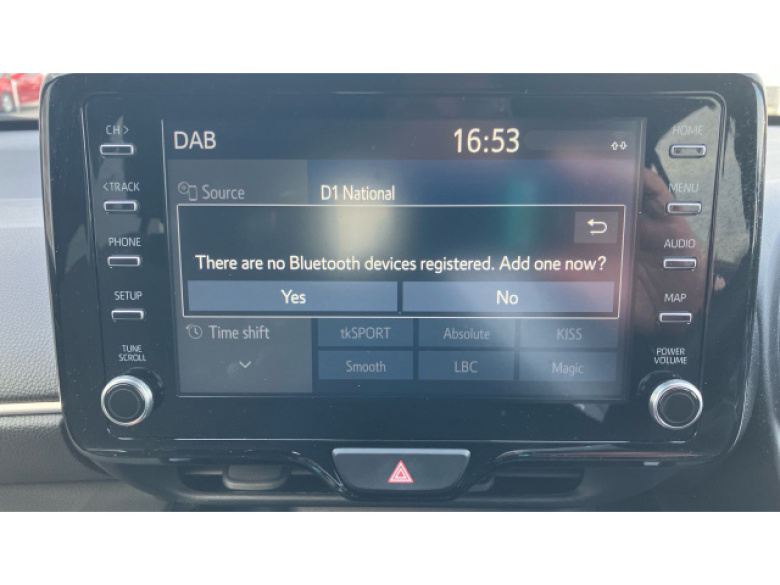 CH >
DAB
16:53
HOME
< TRACK
Source
D1 National
MENU
PHONE
There are no Bluetooth devices registered. Add one now?
AUDIO
SETUP
Yes
No
MAP
TUNE
SCROLL
Time shift
tkSPORT
Absolute
KISS
POWER
VOLUME
Smooth
LBC
Magic